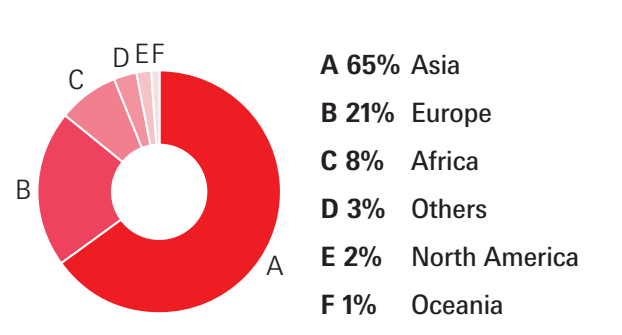 D E F
C
B
A
A 65% Asia
B 21% Europe
C 8% Africa
D 3% Others
E 2% North America
F 1% Oceania